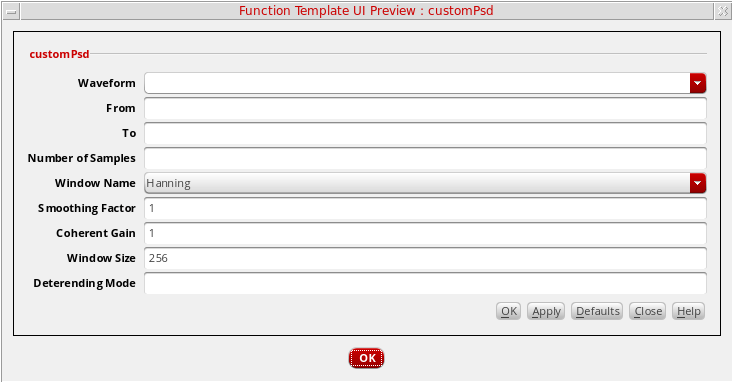 Function Template UI Preview : customPsd
customPsd
Waveform
From
To
Number of Samples
Window Name Hanning
Smoothing Factor 1
Coherent Gain 1
Window Size 256
Deterending Mode
OK Apply Defaults Close Help
OK